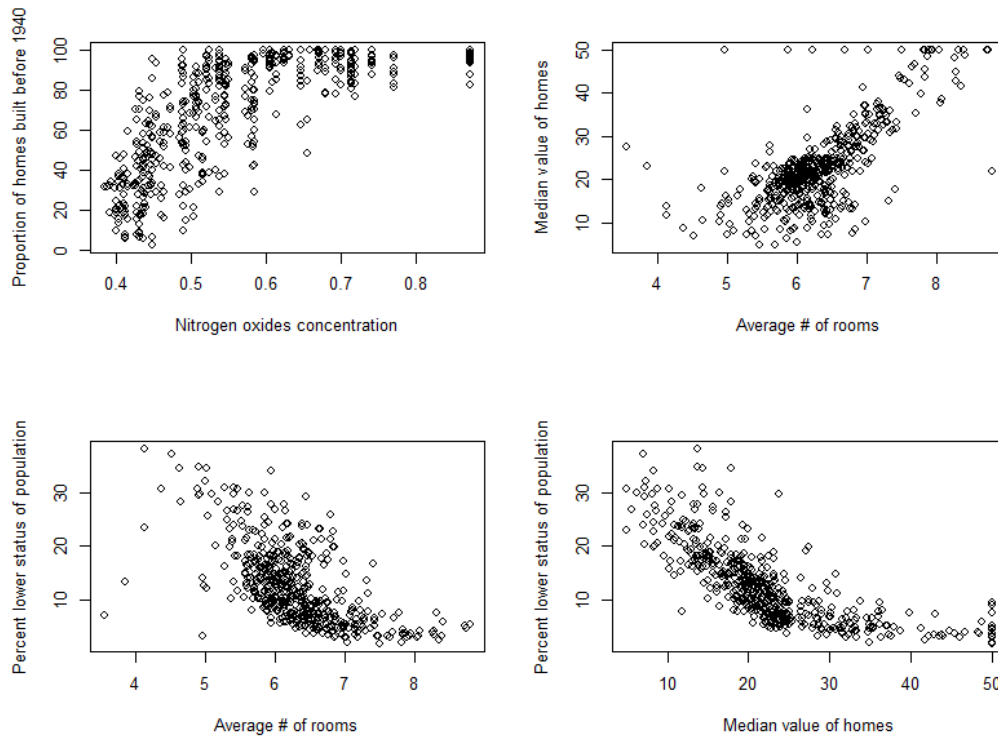 Proportion of homes built before 1940
0 20 40 60 80 100
0.4 0.5 0.6 0.7 0.8
Nitrogen oxides concentration
Median value of homes
10 20 30 40 50
4 5 6 7 8
Average # of rooms
Percent lower status of population
10 20 30
4 5 6 7 8
Average # of rooms
Percent lower status of population
10 20 30
10 20 30 40 50
Median value of homes